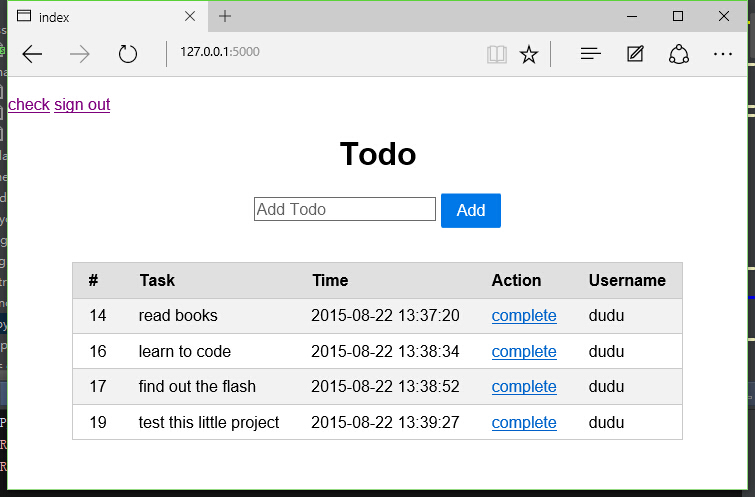 index
127.0.0.1:5000
check sign out
Todo
Add Todo Add
# Task Time Action Username
14 read books 2015-08-22 13:37:20 complete dudu
16 learn to code 2015-08-22 13:38:34 complete dudu
17 find out the flash 2015-08-22 13:38:52 complete dudu
19 test this little project 2015-08-22 13:39:27 complete dudu